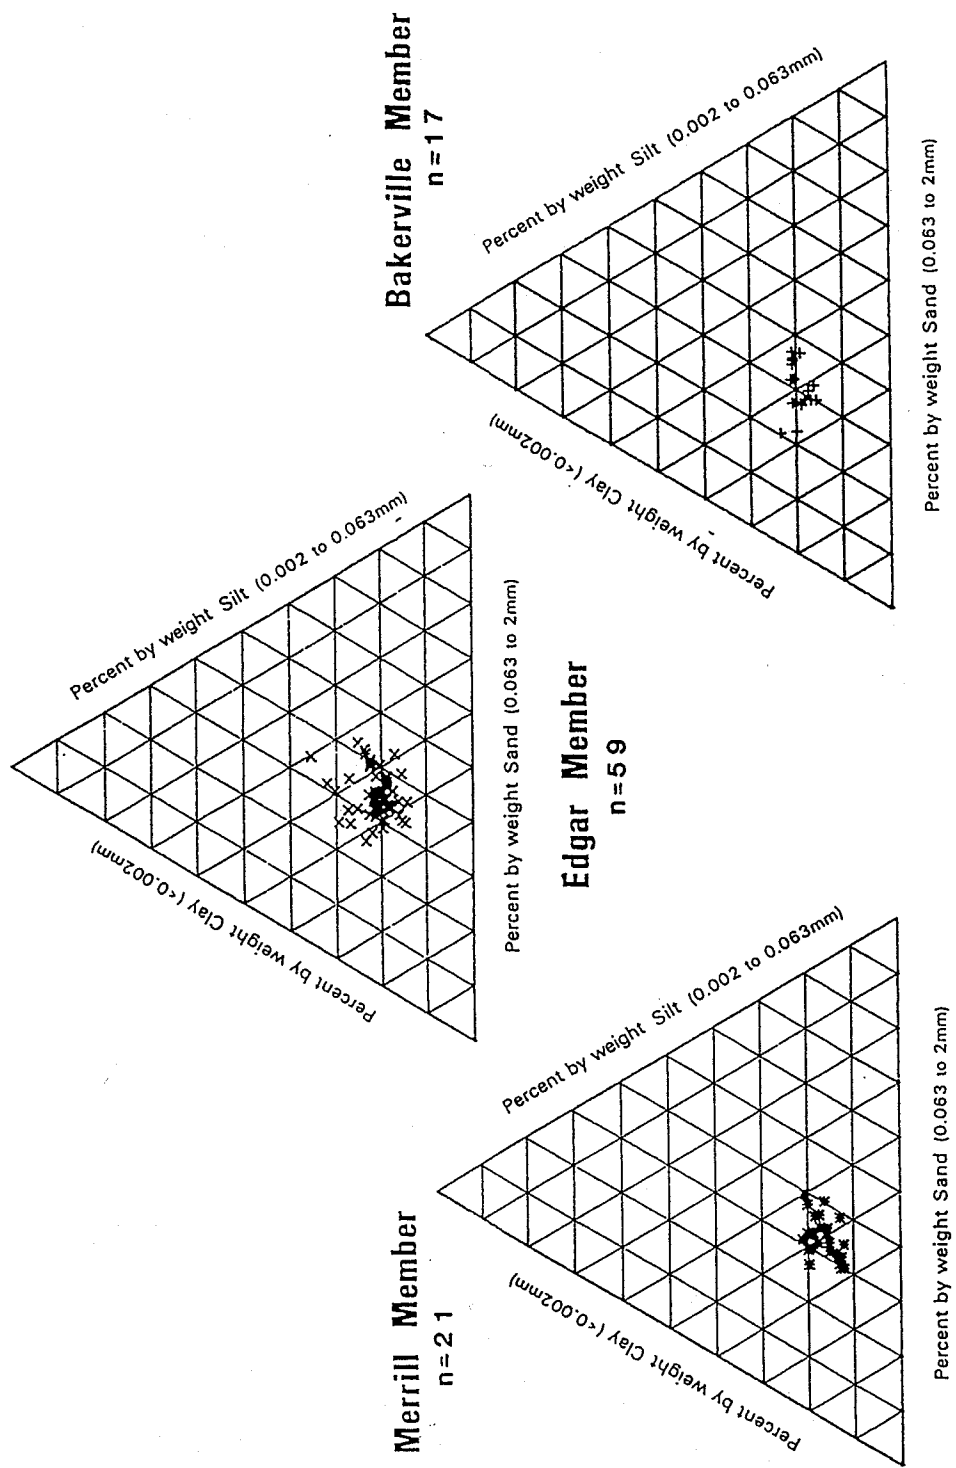 Merrill Member
n=21
Percent by weight Clay (<0.002mm)
Percent by weight Silt (0.002 to 0.063mm)
Percent by weight Sand (0.063 to 2mm)
Percent by weight Clay (<0.002mm)
Percent by weight Silt (0.002 to 0.063mm)
Percent by weight Sand (0.063 to 2mm)
Edgar Member
n=59
Bakerville Member
n=17
Percent by weight Clay (<0.002mm)
Percent by weight Silt (0.002 to 0.063mm)
Percent by weight Sand (0.063 to 2mm)